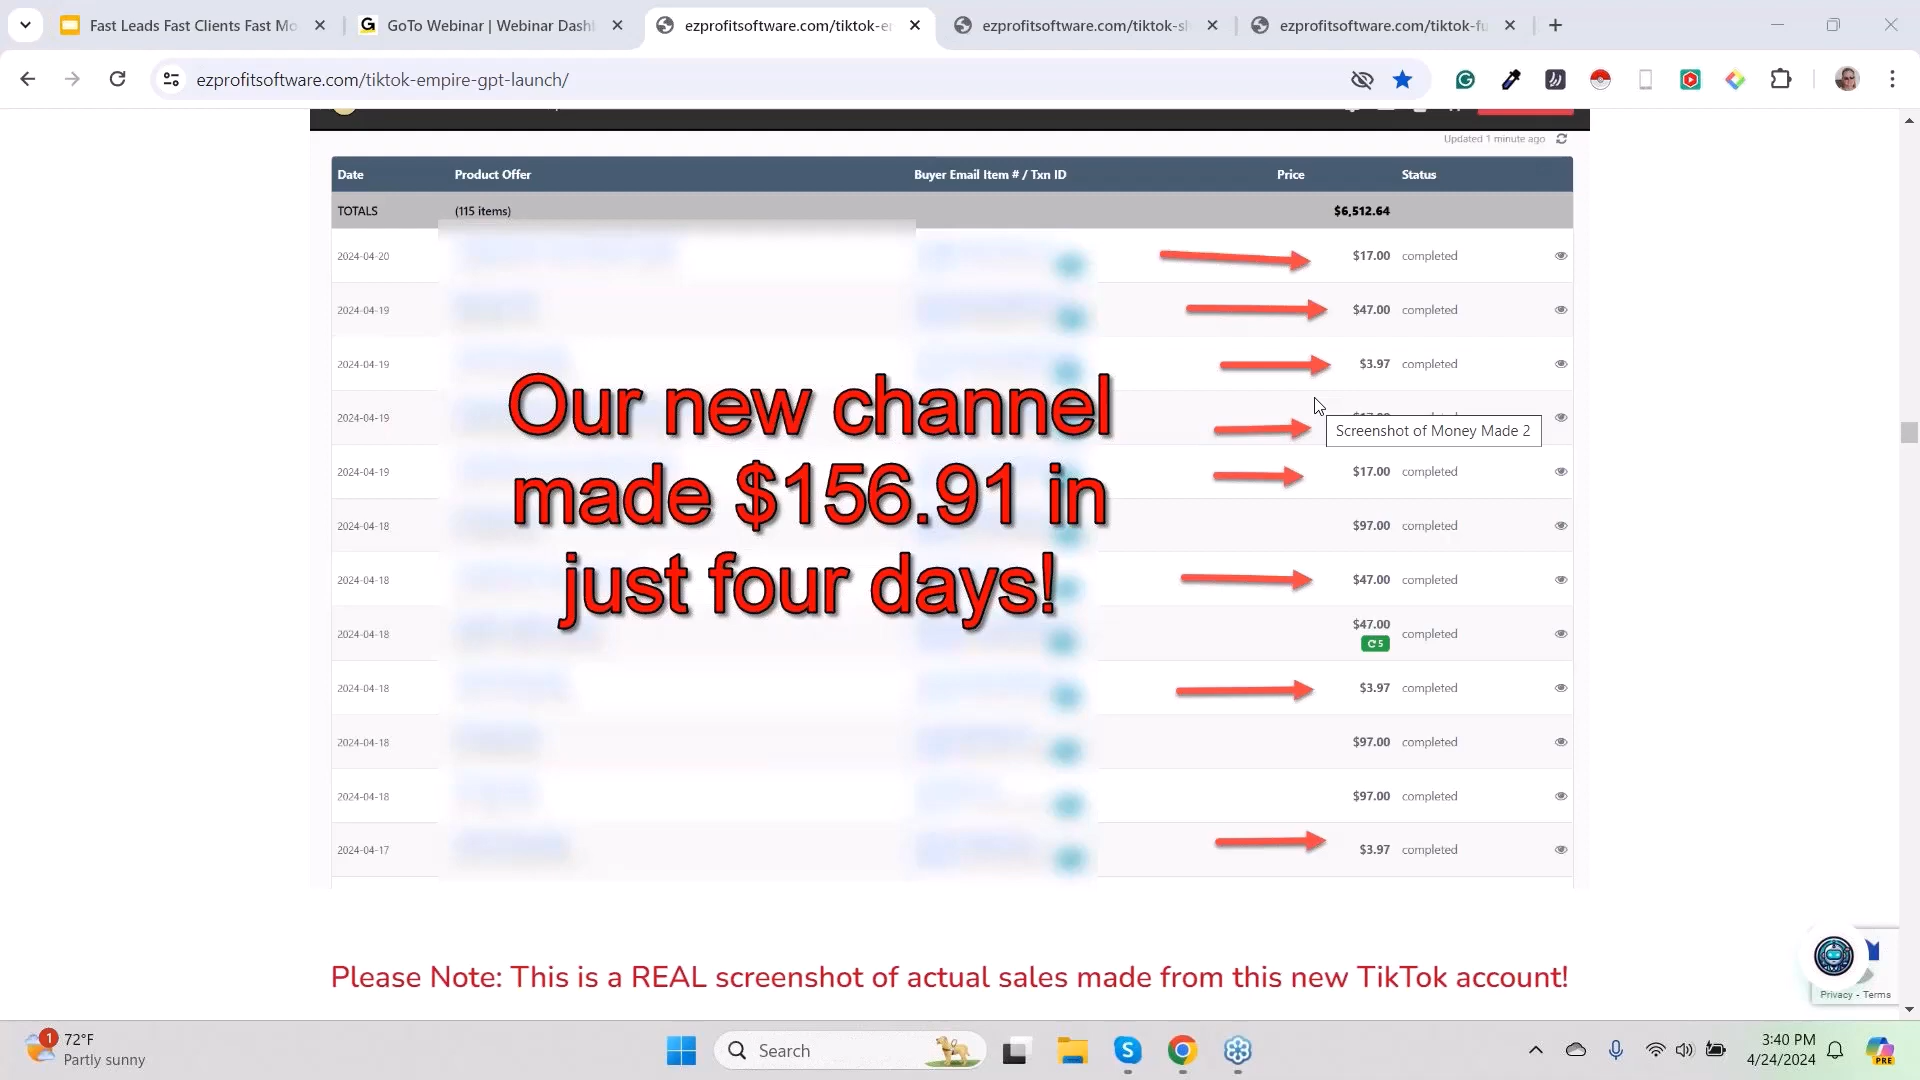 Fast Leads Fast Clients Fast Mo
GoTo Webinar | Webinar Dash
ezprofitsoftware.com/tiktok-e
ezprofitsoftware.com/tiktok-s
ezprofitsoftware.com/tiktok-fu
ezprofitsoftware.com/tiktok-empire-gpt-launch/
Updated 1 minute ago
Date Product Offer Buyer Email Item # / Txn ID Price Status
TOTALS (115 items) $6,512.64
2024-04-20 $17.00 completed
2024-04-19 $47.00 completed
2024-04-19 $3.97 completed
2024-04-19
Screenshot of Money Made 2
2024-04-19 $17.00 completed
2024-04-18 $97.00 completed
2024-04-18 $47.00 completed
2024-04-18 $47.00 completed
5
2024-04-18 $3.97 completed
2024-04-18 $97.00 completed
2024-04-18 $97.00 completed
2024-04-17 $3.97 completed
Our new channel
made $156.91 in
just four days!
Please Note: This is a REAL screenshot of actual sales made from this new TikTok account!
Privacy - Terms
1
72°F
Partly sunny
Search
3:40 PM
4/24/2024
PRE